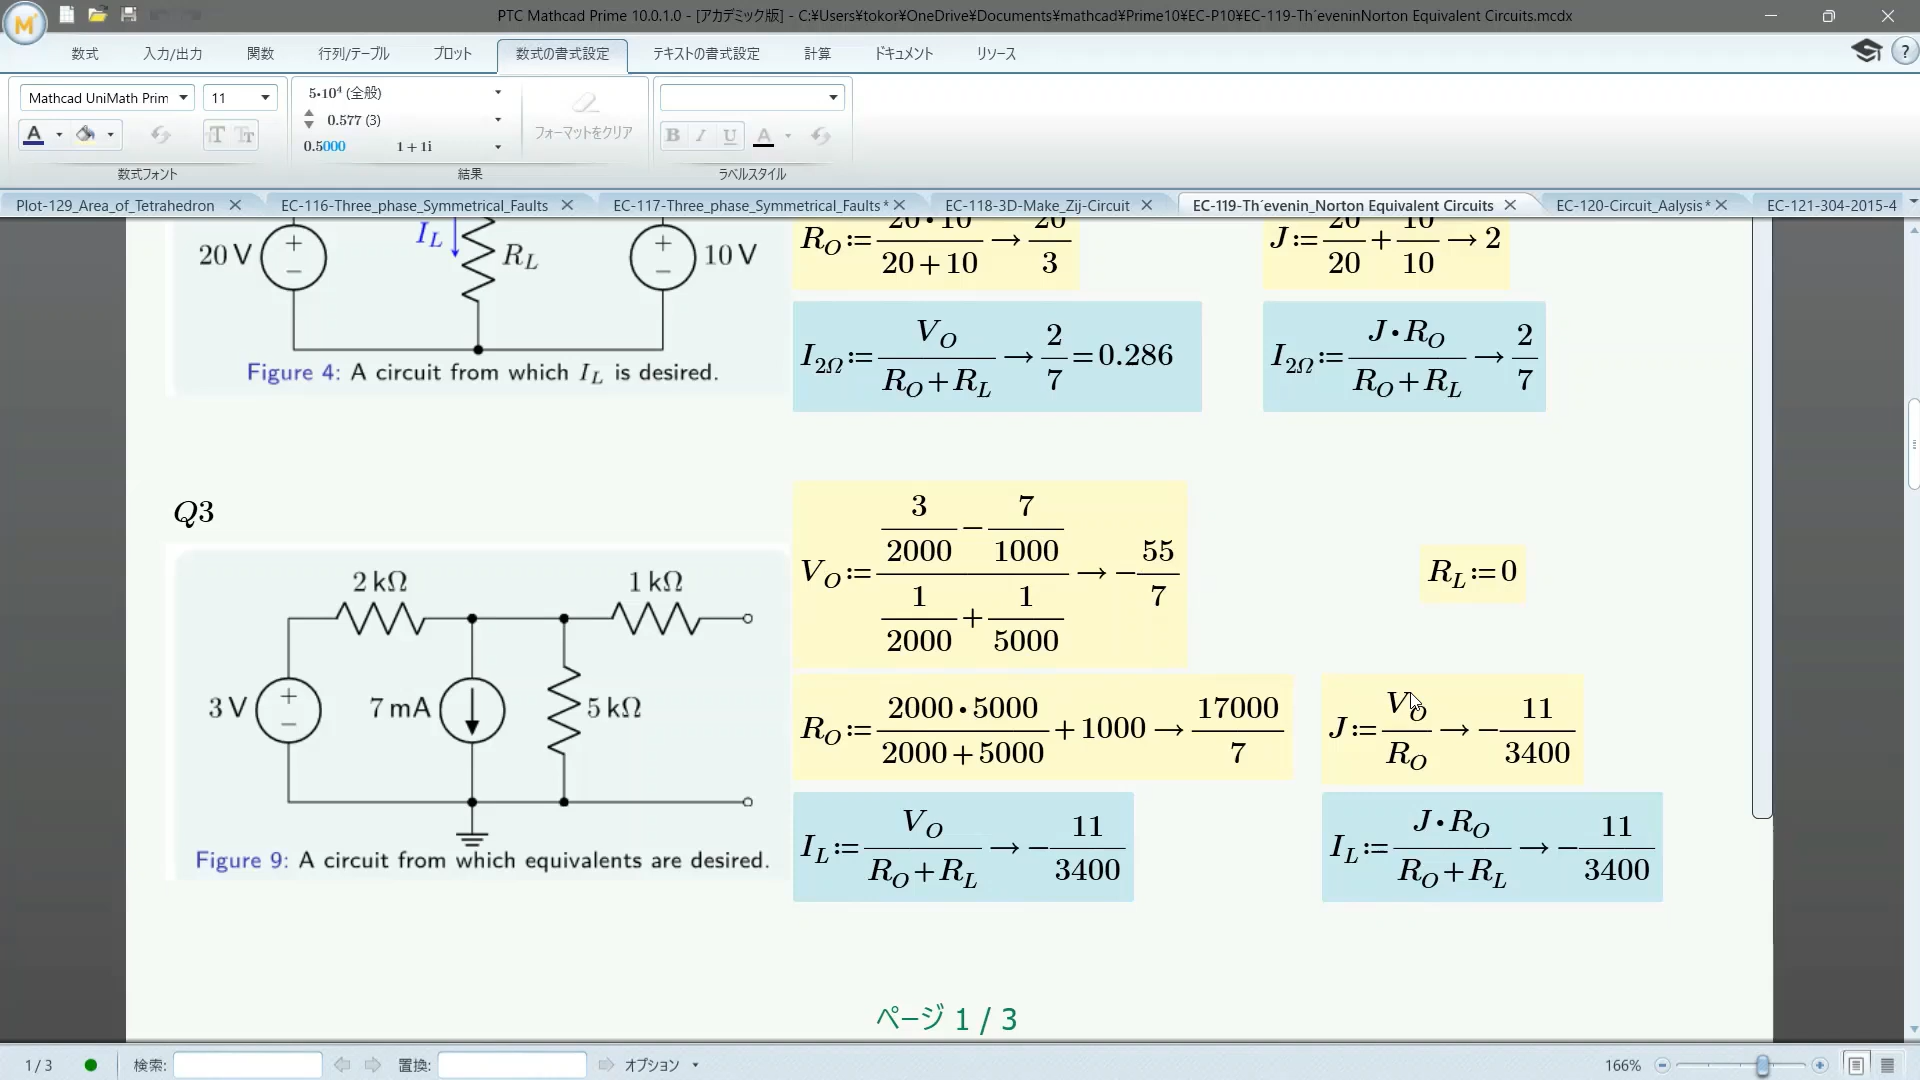 PTC Mathcad Prime 10.0.1.0 - [アカデミック版] - C:¥Users¥tokor¥OneDrive¥Documents¥mathcad¥Prime10¥EC-P10¥EC-119-Th´eveninNorton Equivalent Circuits.mcdx
数式 入力/出力 関数 行列/テーブル プロット 数式の書式設定 テキストの書式設定 計算 ドキュメント リソース
Mathcad UniMath Prim 11
5•10⁴ (全般)
0.577 (3)
0.5000 1 + 1i
フォーマットをクリア
B I U A
数式フォント 結果 ラベルスタイル
Plot-129_Area_of_Tetrahedron EC-116-Three_phase_Symmetrical_Faults EC-117-Three_phase_Symmetrical_Faults* EC-118-3D-Make_Zij-Circuit EC-119-Th´evenin_Norton Equivalent Circuits EC-120-Circuit_Aalysis* EC-121-304-2015-4
20 V I_L R_L 10 V
R_O := (20•10)/(20+10) → 20/3
J := 20/20 + 10/10 → 2
I_2Ω := V_O/(R_O+R_L) → 2/7 = 0.286
I_2Ω := (J•R_O)/(R_O+R_L) → 2/7
Figure 4: A circuit from which I_L is desired.
Q3
V_O := (3/2000 − 7/1000)/(1/2000 + 1/5000) → −55/7
R_L := 0
2 kΩ 1 kΩ
3 V 7 mA 5 kΩ
R_O := (2000•5000)/(2000+5000) + 1000 → 17000/7
J := V_O/R_O → −11/3400
I_L := V_O/(R_O+R_L) → −11/3400
I_L := (J•R_O)/(R_O+R_L) → −11/3400
Figure 9: A circuit from which equivalents are desired.
ページ 1 / 3
1 / 3 検索: 置換: オプション 166%